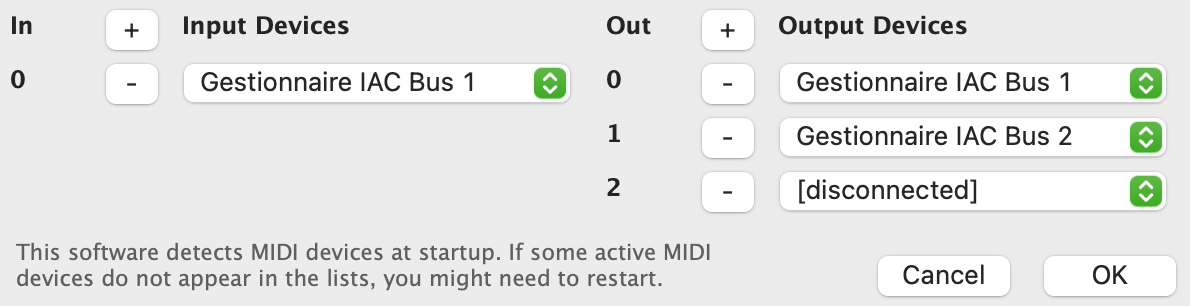 In + Input Devices Out + Output Devices
0 - Gestionnaire IAC Bus 1 0 - Gestionnaire IAC Bus 1
1 - Gestionnaire IAC Bus 2
2 - [disconnected]
This software detects MIDI devices at startup. If some active MIDI
devices do not appear in the lists, you might need to restart.
Cancel OK